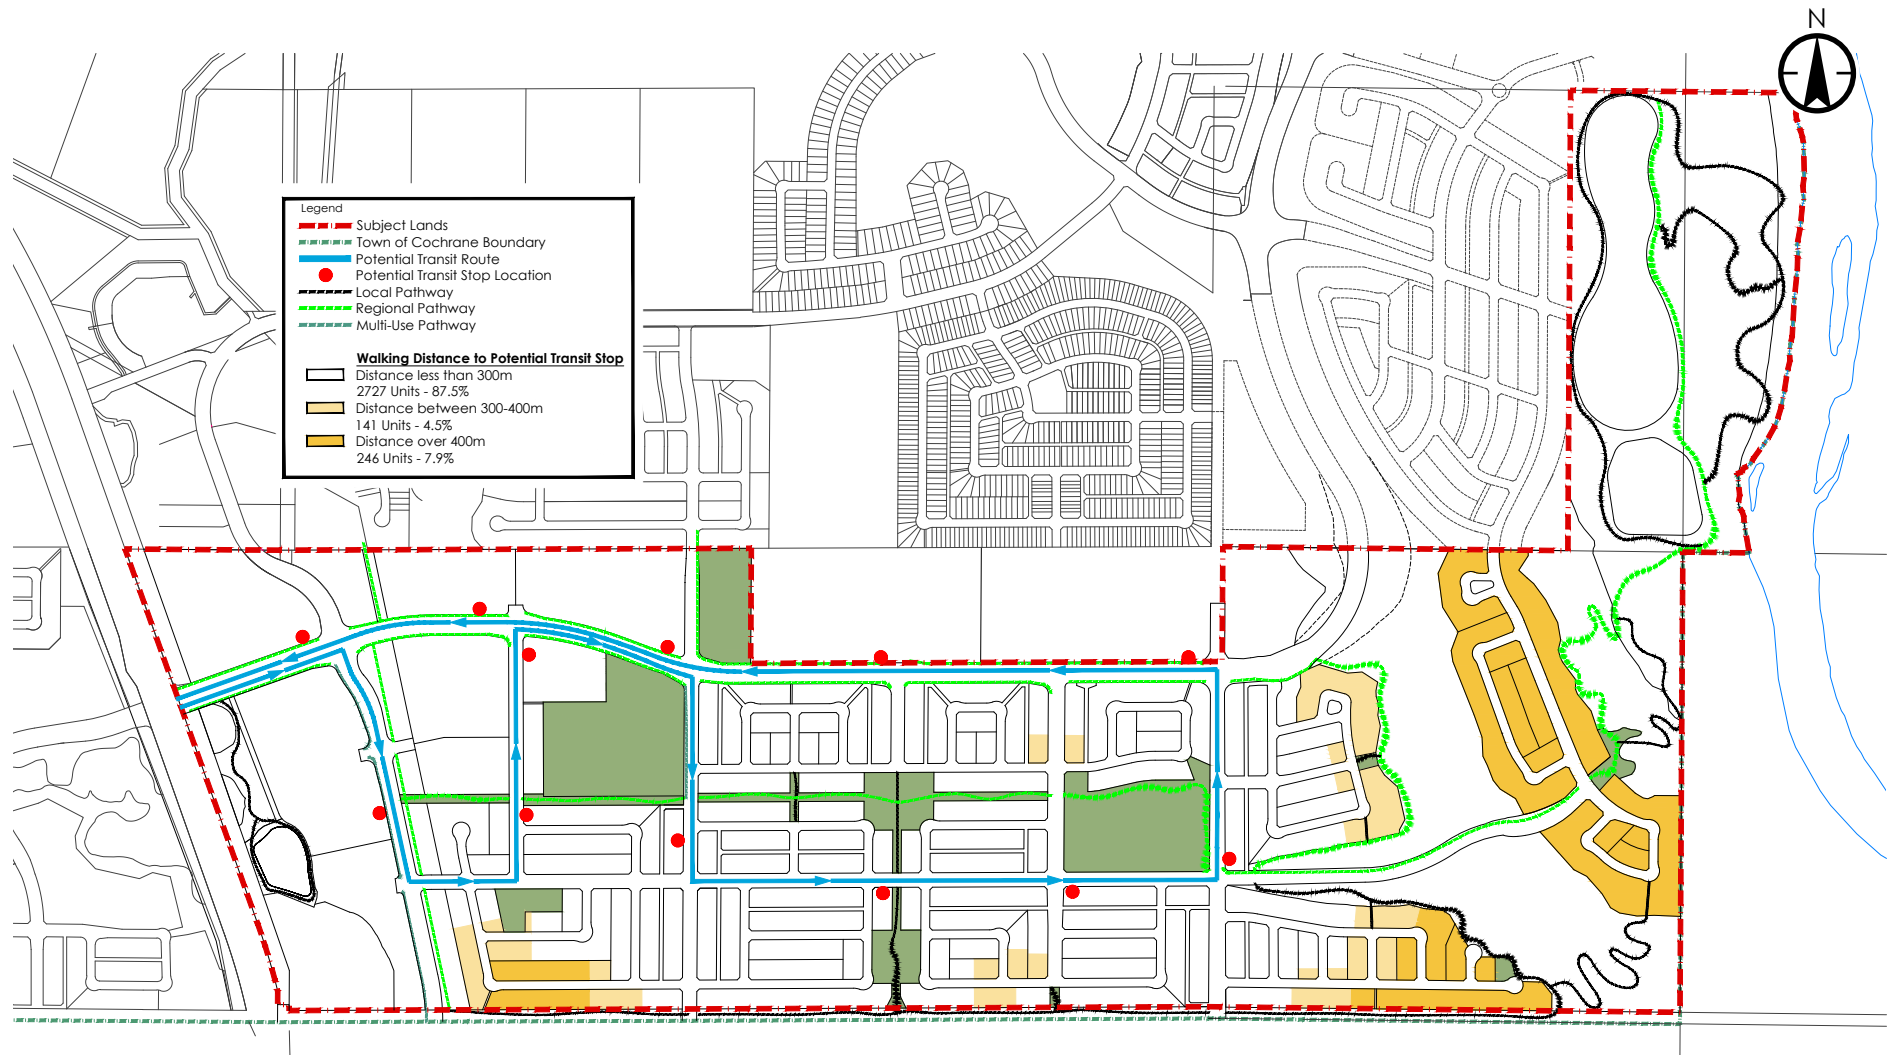 N
Legend
Subject Lands
Town of Cochrane Boundary
Potential Transit Route
Potential Transit Stop Location
Local Pathway
Regional Pathway
Multi-Use Pathway
Walking Distance to Potential Transit Stop
Distance less than 300m
2727 Units - 87.5%
Distance between 300-400m
141 Units - 4.5%
Distance over 400m
246 Units - 7.9%